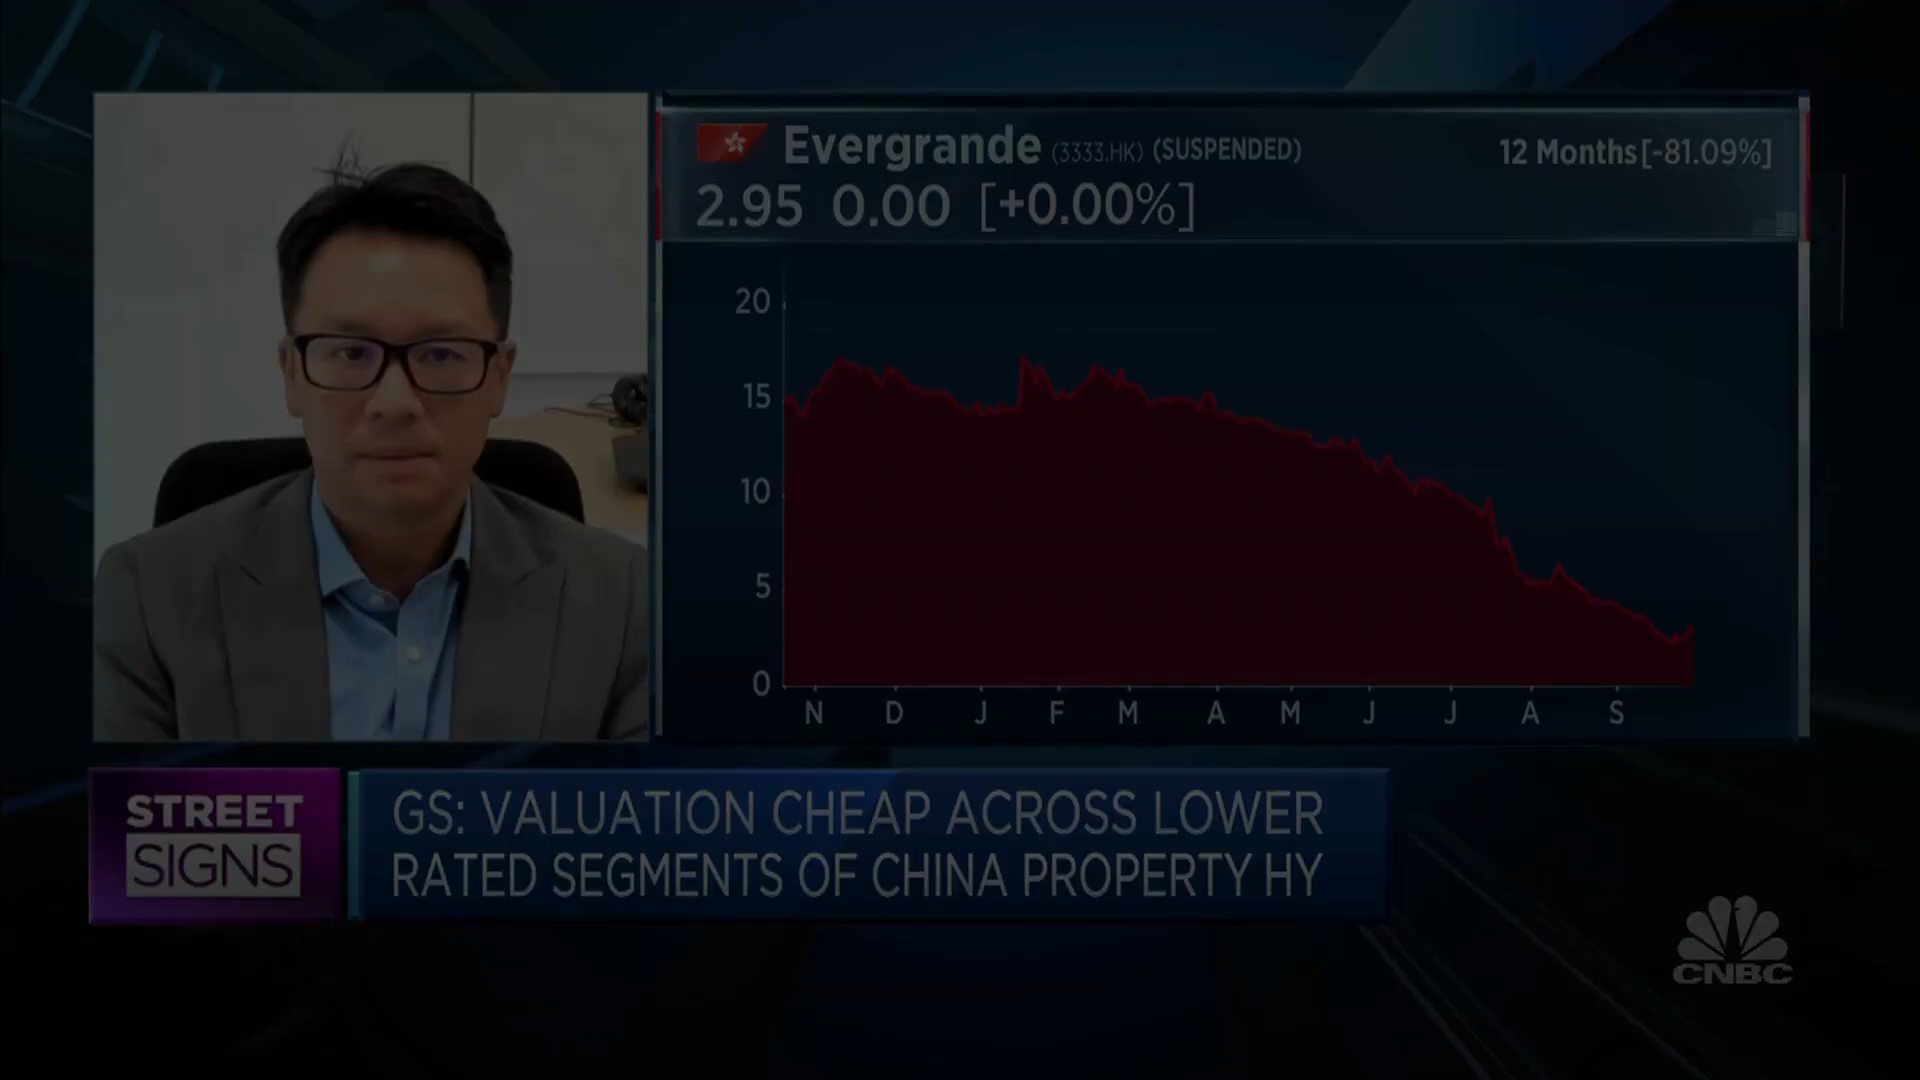 Evergrande (3333.HK) (SUSPENDED)
12 Months [-81.09%]
2.95 0.00 [+0.00%]
20
15
10
5
0
N D J F M A M J J A S
STREET
SIGNS
GS: VALUATION CHEAP ACROSS LOWER
RATED SEGMENTS OF CHINA PROPERTY HY
CNBC